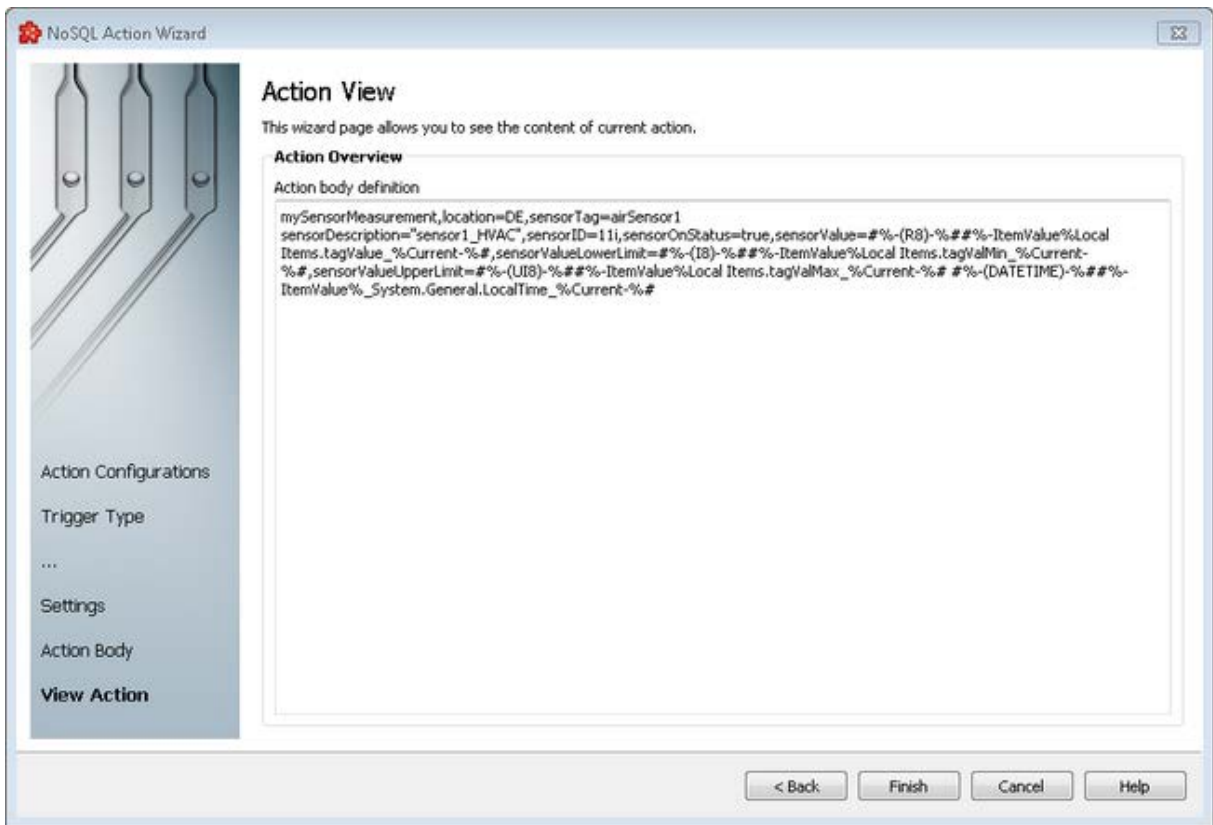 NoSQL Action Wizard
Action View
This wizard page allows you to see the content of current action.
Action Overview
Action body definition
mySensorMeasurement,location=DE,sensorTag=airSensor1
sensorDescription="sensor1_HVAC",sensorID=11i,sensorOnStatus=true,sensorValue=#%-(R8)-%##%-ItemValue%Local
Items.tagValue_%Current-%#,sensorValueLowerLimit=#%-(I8)-%##%-ItemValue%Local Items.tagValMin_%Current-
%#,sensorValueUpperLimit=#%-(UI8)-%##%-ItemValue%Local Items.tagValMax_%Current-%# #%-(DATETIME)-%##%-
ItemValue%_System.General.LocalTime_%Current-%#
Action Configurations
Trigger Type
...
Settings
Action Body
View Action
< Back
Finish
Cancel
Help